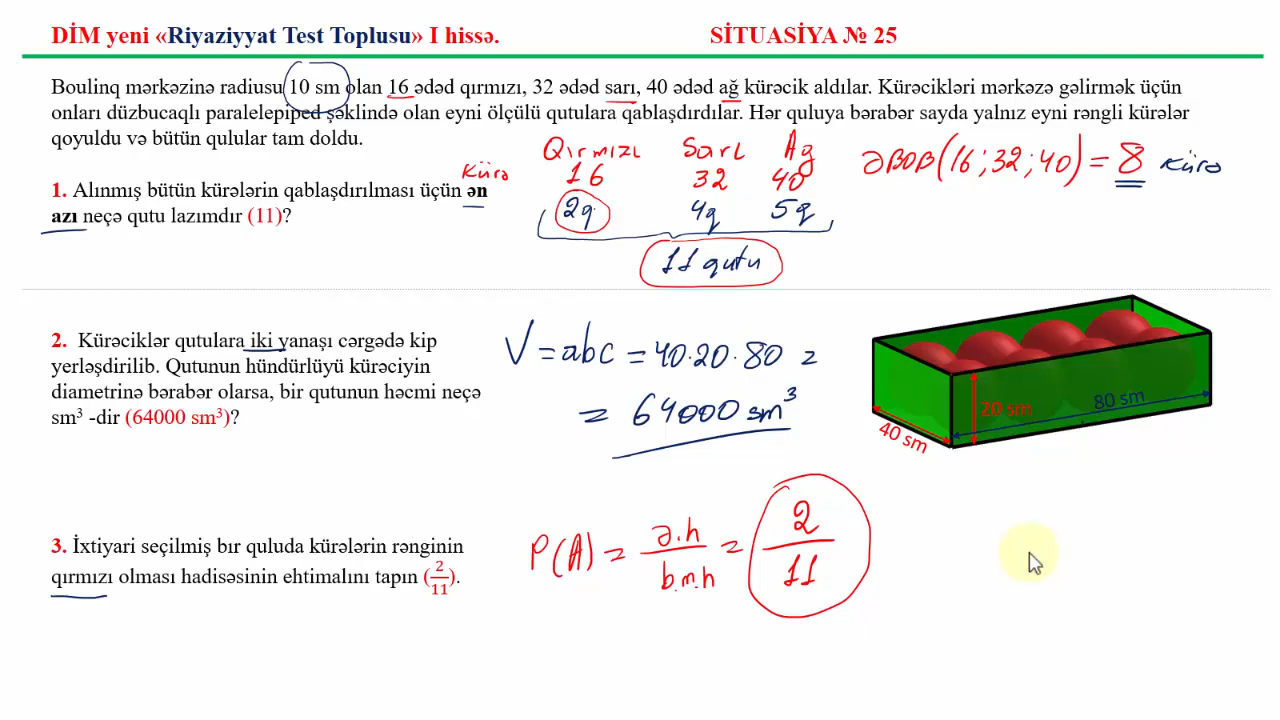 DİM yeni «Riyaziyyat Test Toplusu» I hissə.
SİTUASİYA № 25
Boulinq mərkəzinə radiusu 10 sm olan 16 ədəd qırmızı, 32 ədəd sarı, 40 ədəd ağ kürəcik aldılar. Kürəcikləri mərkəzə gəlirmək üçün
onları düzbucaqlı paralelepiped şəklində olan eyni ölçülü qutulara qablaşdırdılar. Hər quluya bərabər sayda yalnız eyni rəngli kürələr
qoyuldu və bütün qulular tam doldu.
Qırmızı Sarı Ağ
Kürə 16 32 40
2q 4q 5q
11 qutu
ƏBOB(16;32;40) = 8 kürə
1. Alınmış bütün kürələrin qablaşdırılması üçün ən
azı neçə qutu lazımdır (11)?
2. Kürəciklər qutulara iki yanaşı cərgədə kip
yerləşdirilib. Qutunun hündürlüyü kürəciyin
diametrinə bərabər olarsa, bir qutunun həcmi neçə
sm³ -dir (64000 sm³)?
V = abc = 40·20·80 =
= 64000 sm³
20 sm
80 sm
40 sm
3. İxtiyari seçilmiş bır quluda kürələrin rənginin
qırmızı olması hadisəsinin ehtimalını tapın (2/11).
P(A) = ə.h/b.m.h = 2/11